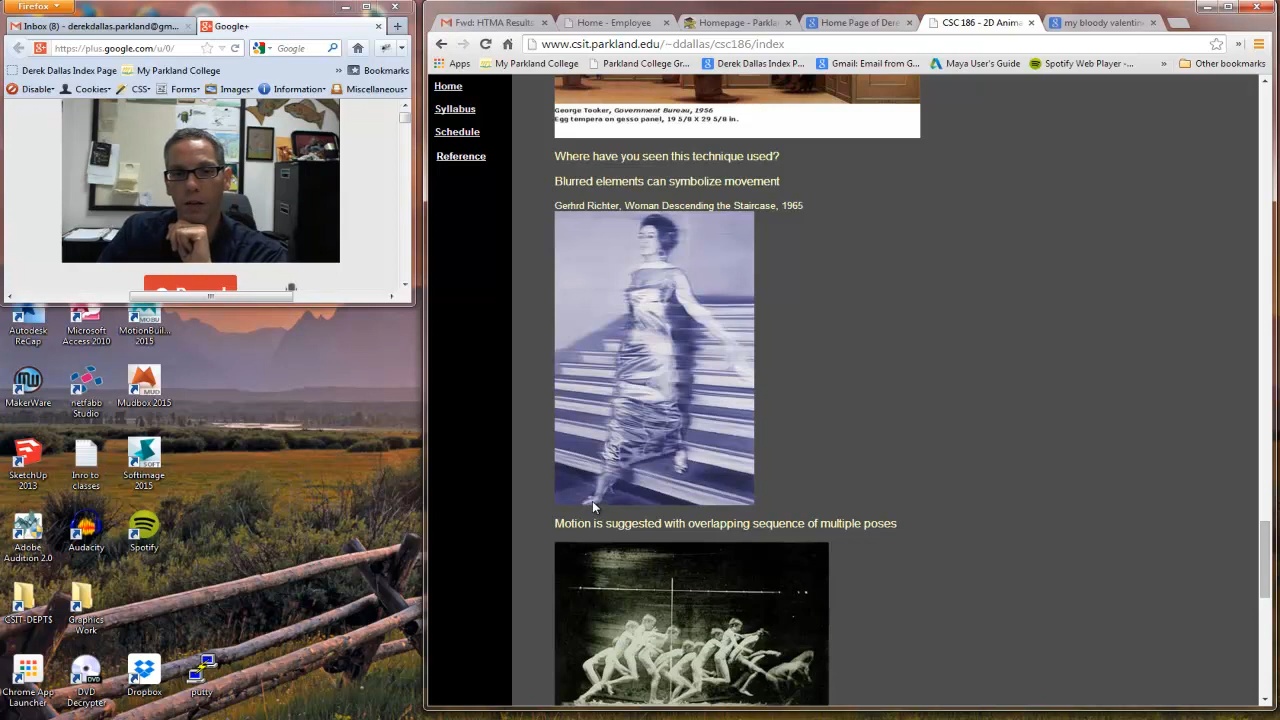 Firefox
Inbox (8) - derekdallas.parkland@gm...
Google+
https://plus.google.com/u/0/
Google
Derek Dallas Index Page
My Parkland College
Bookmarks
Disable
Cookies
CSS
Forms
Images
Information
Miscellaneous
Autodesk ReCap
Microsoft Access 2010
MotionBuil... 2015
MakerWare
netfabb Studio
Mudbox 2015
SketchUp 2013
Inro to classes
Softimage 2015
Adobe Audition 2.0
Audacity
Spotify
CSIT-DEPT$
Graphics Work
Chrome App Launcher
DVD Decrypter
Dropbox
putty
Fwd: HTMA Results
Home - Employee
Homepage - Parkla
Home Page of Dere
CSC 186 - 2D Anima
my bloody valentin
www.csit.parkland.edu/~ddallas/csc186/index
Apps
My Parkland College
Parkland College Gr...
Derek Dallas Index P...
Gmail: Email from G...
Maya User's Guide
Spotify Web Player -...
Other bookmarks
Home
Syllabus
Schedule
Reference
George Tooker, Government Bureau, 1956
Egg tempera on gesso panel, 19 5/8 X 29 5/8 in.
Where have you seen this technique used?
Blurred elements can symbolize movement
Gerhrd Richter, Woman Descending the Staircase, 1965
Motion is suggested with overlapping sequence of multiple poses